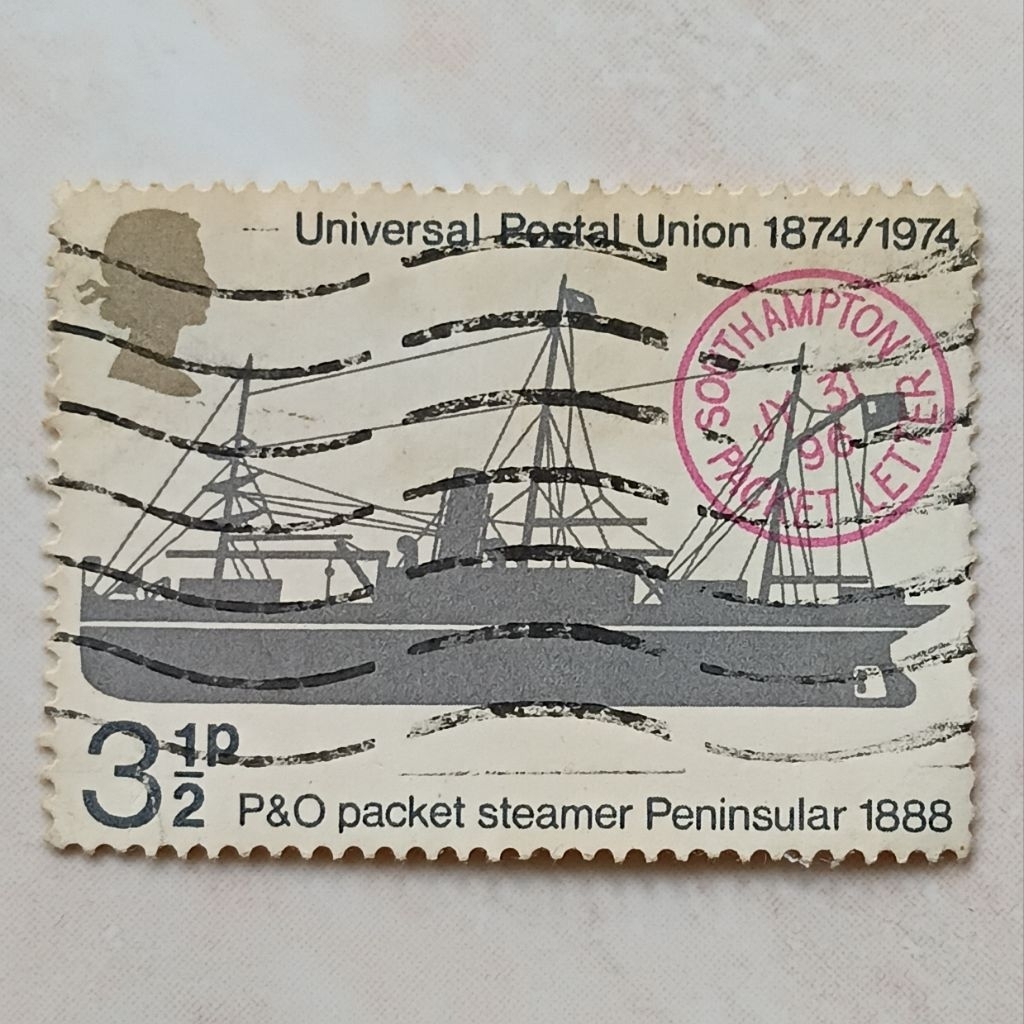 Universal Postal Union 1874/1974
SOUTHAMPTON
JY 31
96
PACKET LETTER
3½p
P&O packet steamer Peninsular 1888